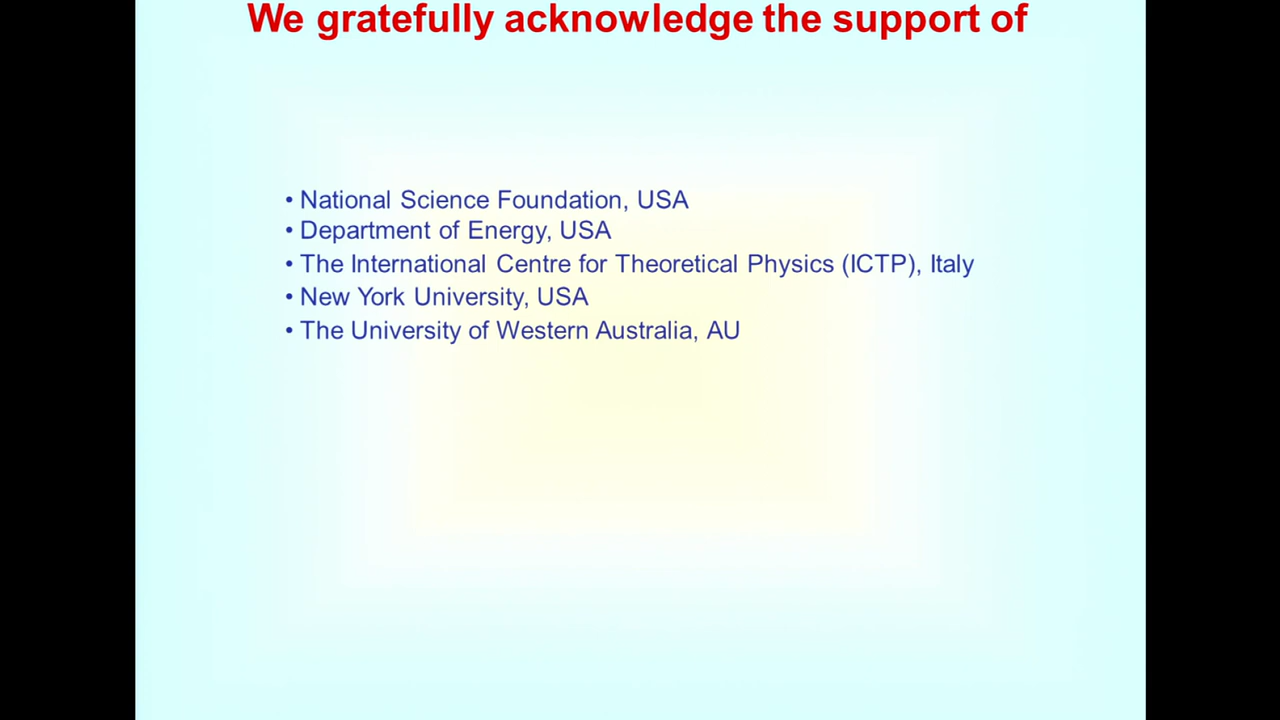 We gratefully acknowledge the support of
• National Science Foundation, USA
• Department of Energy, USA
• The International Centre for Theoretical Physics (ICTP), Italy
• New York University, USA
• The University of Western Australia, AU